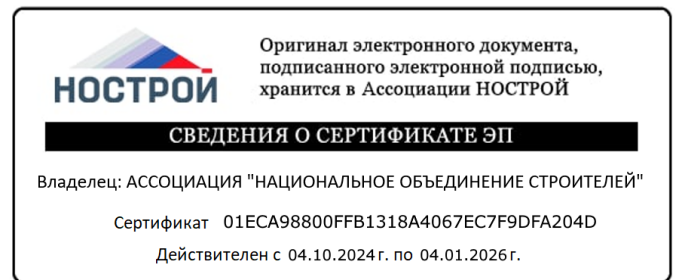 НОСТРОЙ
Оригинал электронного документа,
подписанного электронной подписью,
хранится в Ассоциации НОСТРОЙ
СВЕДЕНИЯ О СЕРТИФИКАТЕ ЭП
Владелец: АССОЦИАЦИЯ "НАЦИОНАЛЬНОЕ ОБЪЕДИНЕНИЕ СТРОИТЕЛЕЙ"
Сертификат 01ECA98800FFB1318A4067EC7F9DFA204D
Действителен с 04.10.2024 г. по 04.01.2026 г.